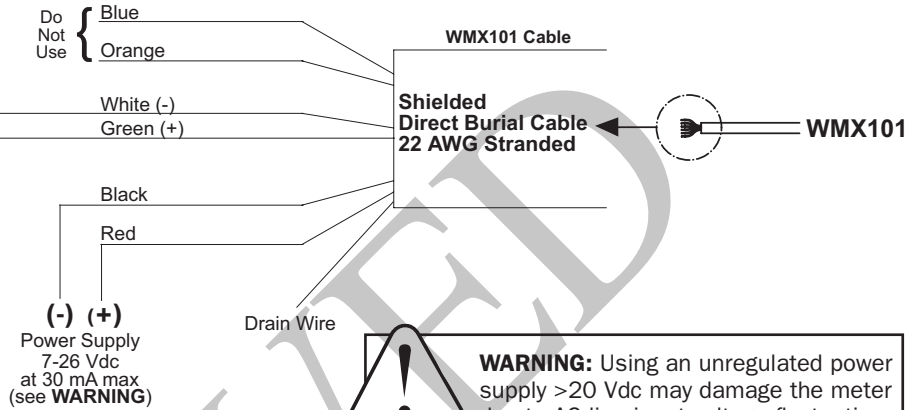 Do
Not
Use
Blue
Orange
WMX101 Cable
White (-)
Green (+)
Shielded
Direct Burial Cable
22 AWG Stranded
WMX101
Black
Red
(-) (+)
Power Supply
7-26 Vdc
at 30 mA max
(see WARNING)
Drain Wire
WARNING: Using an unregulated power
supply >20 Vdc may damage the meter